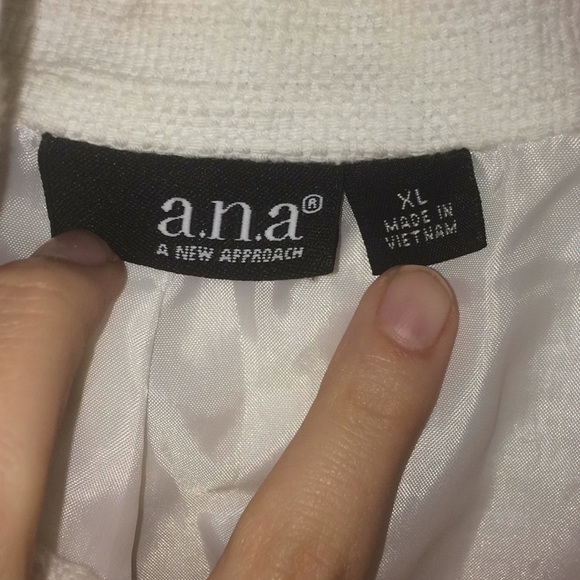 a.n.a®
A NEW APPROACH
XL
MADE IN
VIETNAM